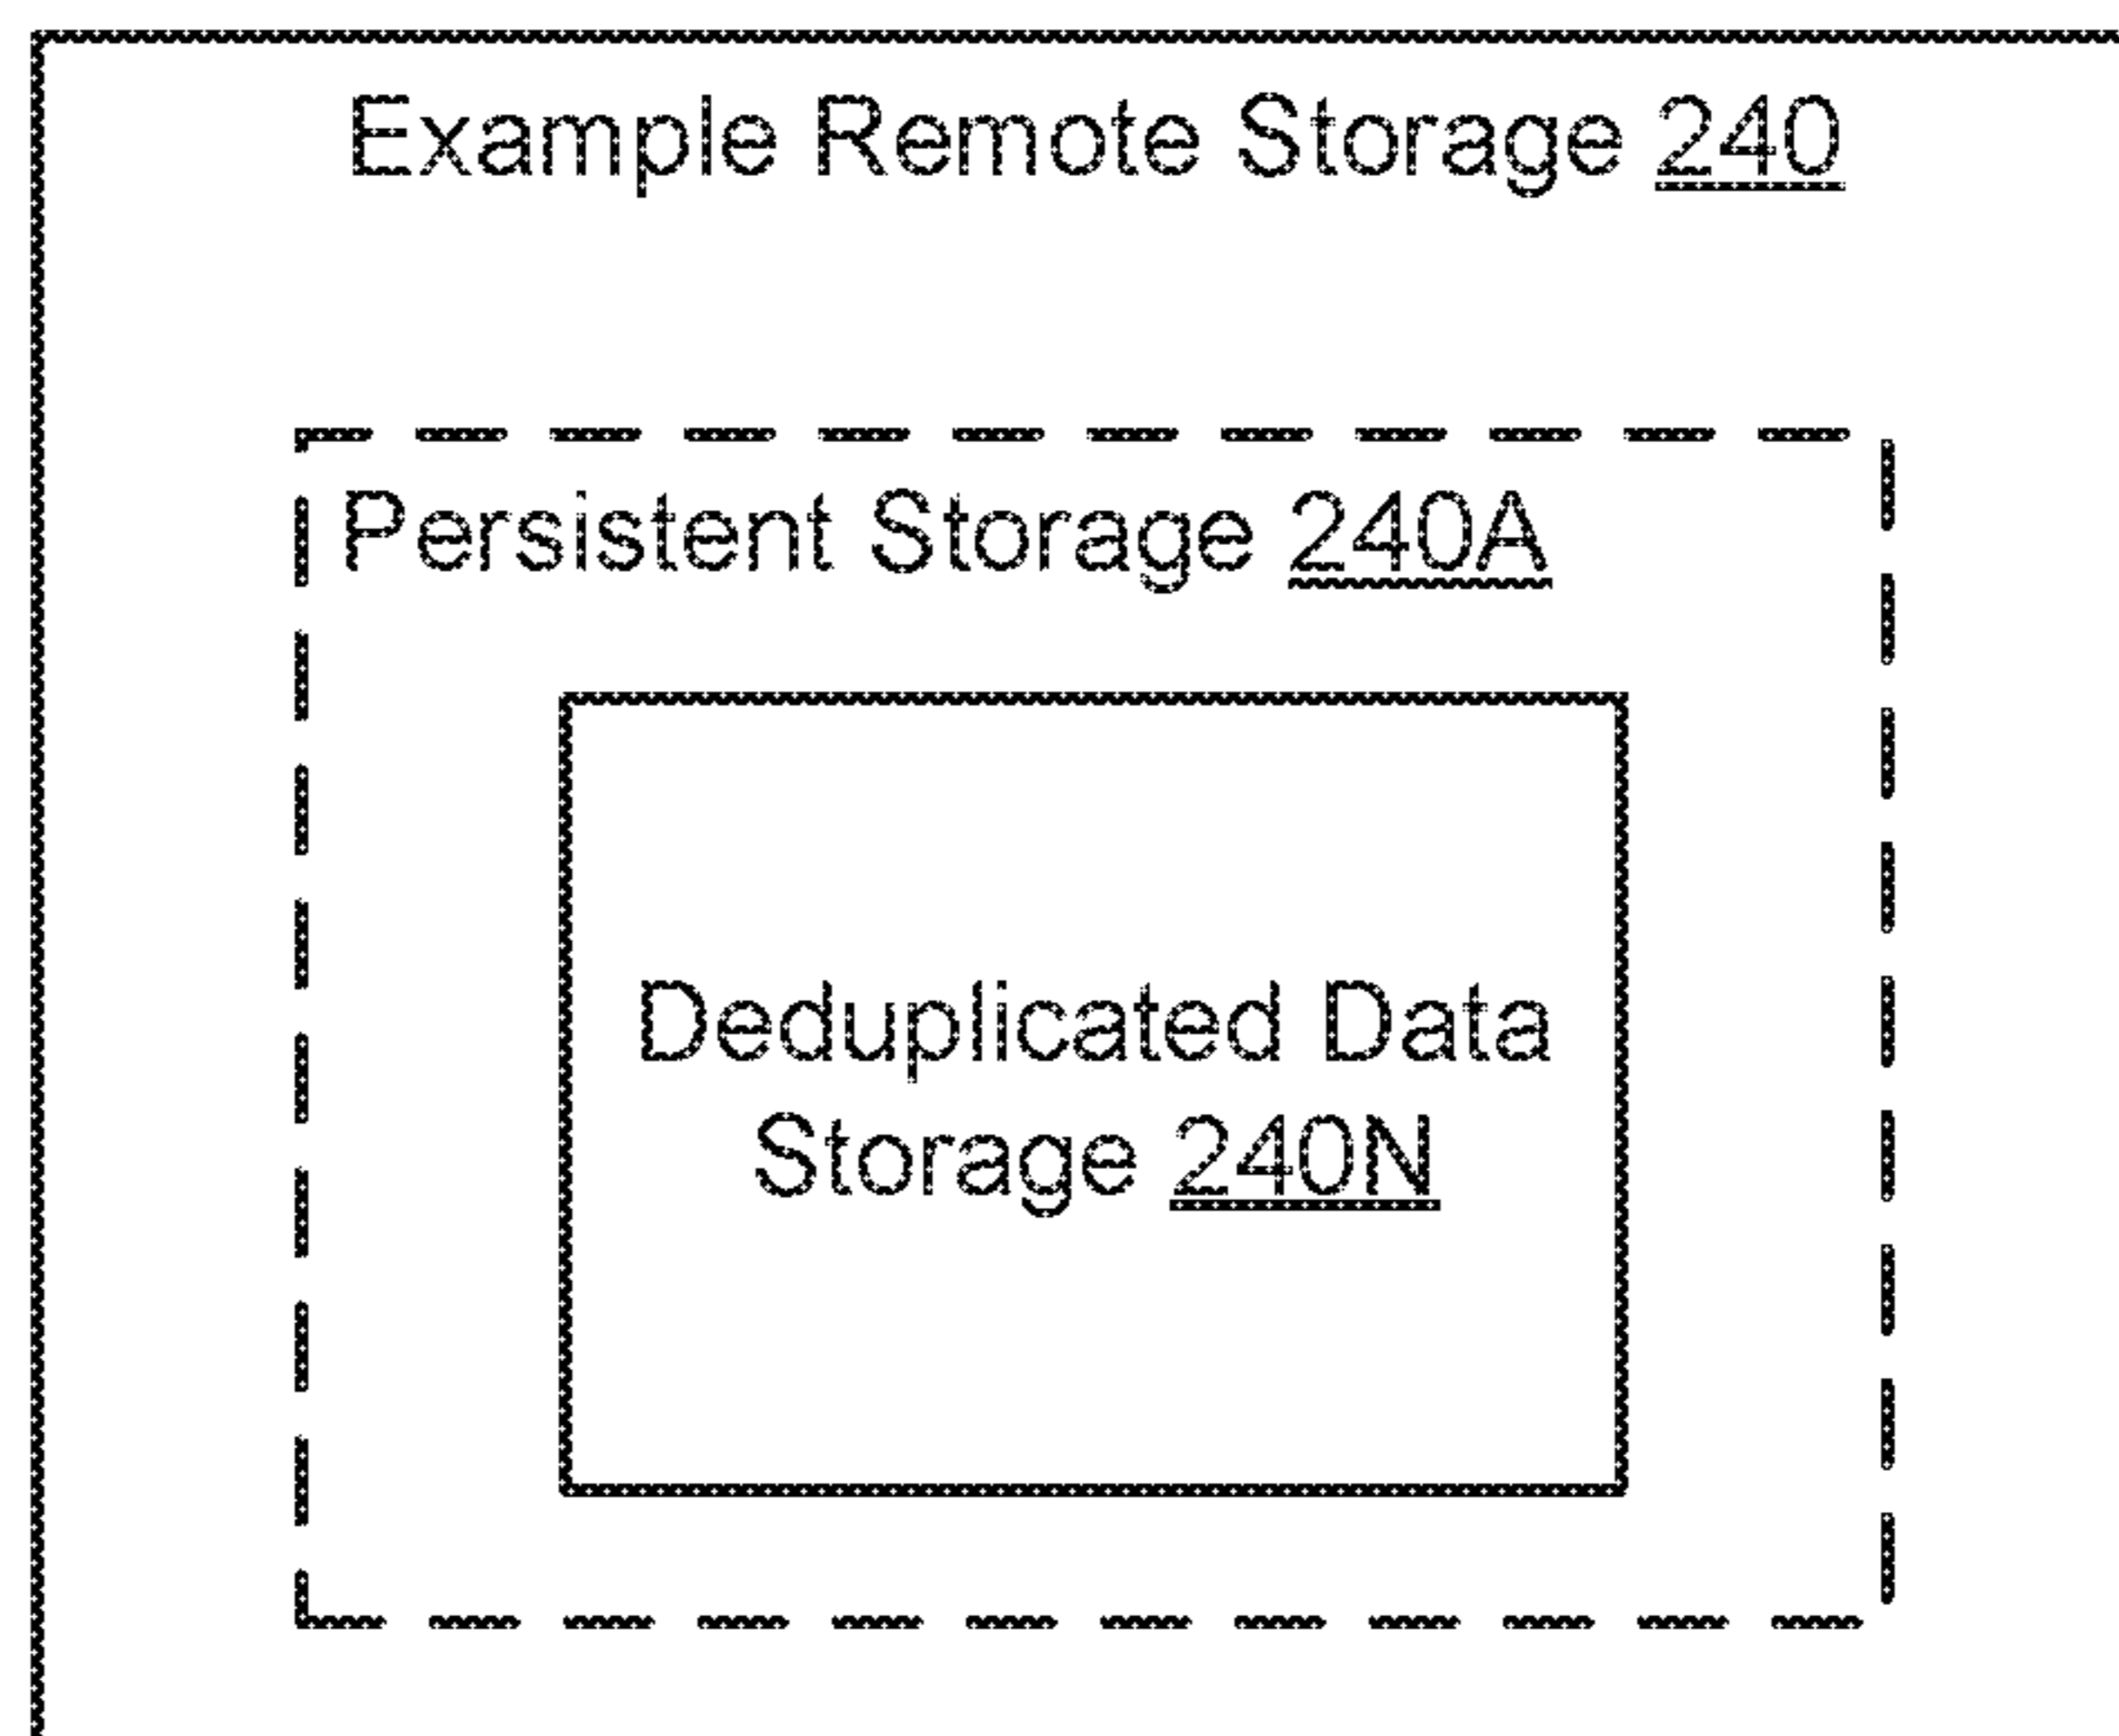 Example Remote Storage 240
Persistent Storage 240A
Deduplicated Data
Storage 240N